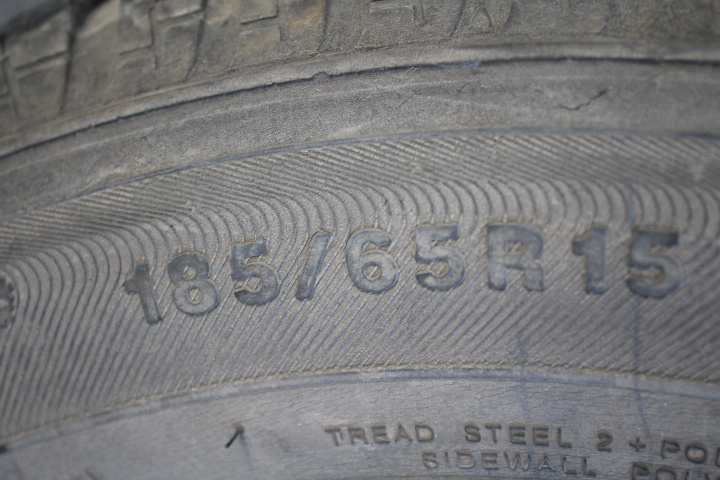 185/65R15
TREAD STEEL 2 +
SIDEWALL